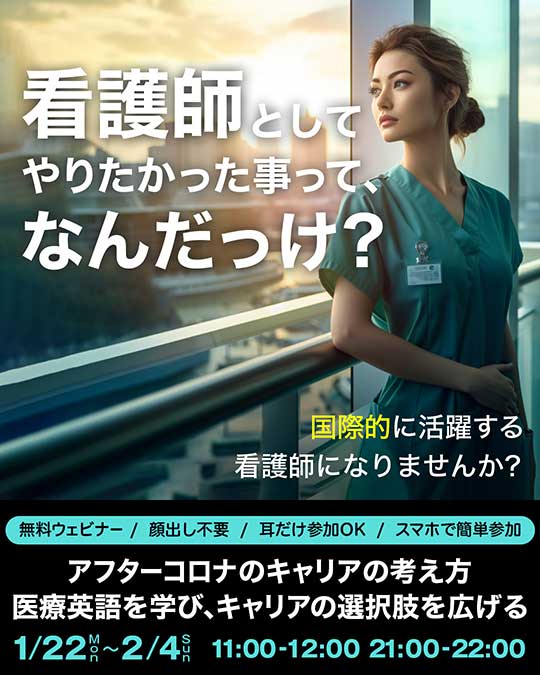 看護師として
やりたかった事って、
なんだっけ?
国際的に活躍する
看護師になりませんか?
無料ウェビナー / 顔出し不要 / 耳だけ参加OK / スマホで簡単参加
アフターコロナのキャリアの考え方
医療英語を学び、キャリアの選択肢を広げる
1/22 Mon ~ 2/4 Sun 11:00-12:00 21:00-22:00